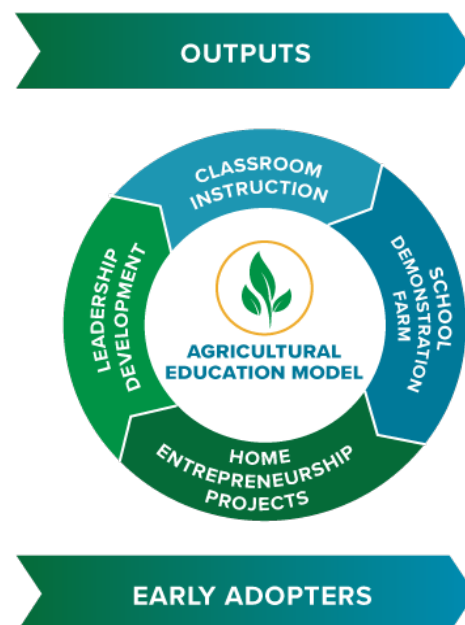 OUTPUTS
CLASSROOM
INSTRUCTION
SCHOOL
DEMONSTRATION
FARM
HOME
ENTREPRENEURSHIP
PROJECTS
LEADERSHIP
DEVELOPMENT
AGRICULTURAL
EDUCATION MODEL
EARLY ADOPTERS